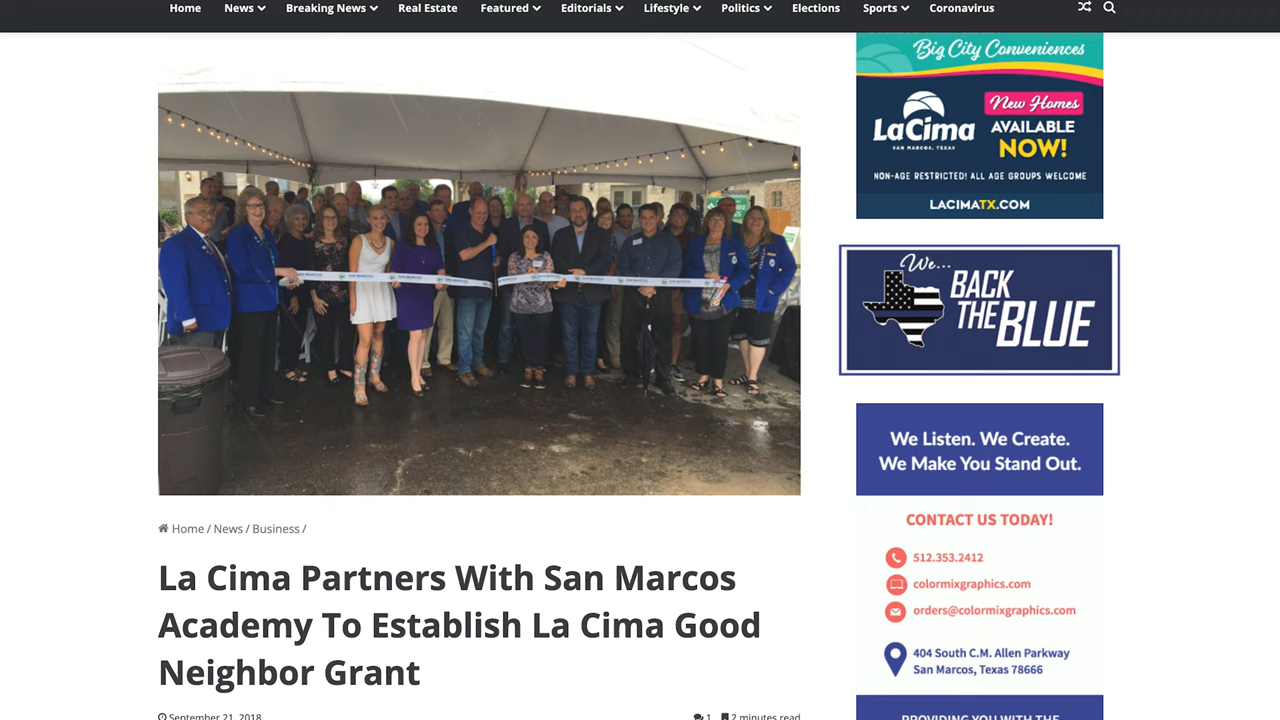 Home News Breaking News Real Estate Featured Editorials Lifestyle Politics Elections Sports Coronavirus
Big City Conveniences
New Homes
LaCima
SAN MARCOS, TEXAS
AVAILABLE
NOW!
NON-AGE RESTRICTED! ALL AGE GROUPS WELCOME
LACIMATX.COM
We...
BACK
THE BLUE
We Listen. We Create.
We Make You Stand Out.
CONTACT US TODAY!
512.353.2412
colormixgraphics.com
orders@colormixgraphics.com
404 South C.M. Allen Parkway
San Marcos, Texas 78666
PROVIDING YOU WITH THE
Home / News / Business /
La Cima Partners With San Marcos
Academy To Establish La Cima Good
Neighbor Grant
September 21, 2018 1 2 minutes read